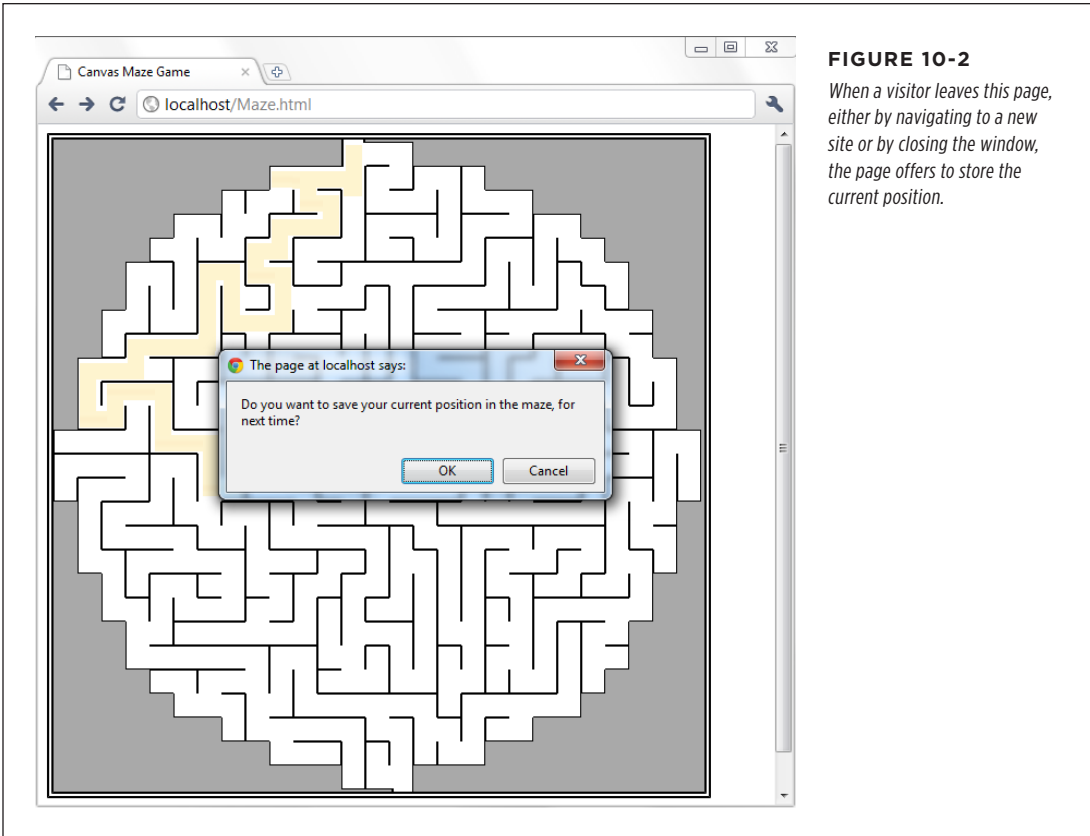 Canvas Maze Game
localhost/Maze.html
The page at localhost says:
Do you want to save your current position in the maze, for
next time?
OK
Cancel
FIGURE 10-2
When a visitor leaves this page,
either by navigating to a new
site or by closing the window,
the page offers to store the
current position.